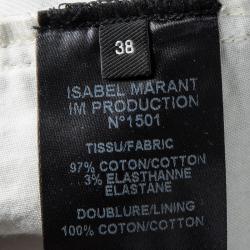 38
ISABEL MARANT
IM PRODUCTION
N°1501
TISSU/FABRIC
97% COTON/COTTON
3% ELASTHANNE
ELASTANE
DOUBLURE/LINING
100% COTON/COTTON